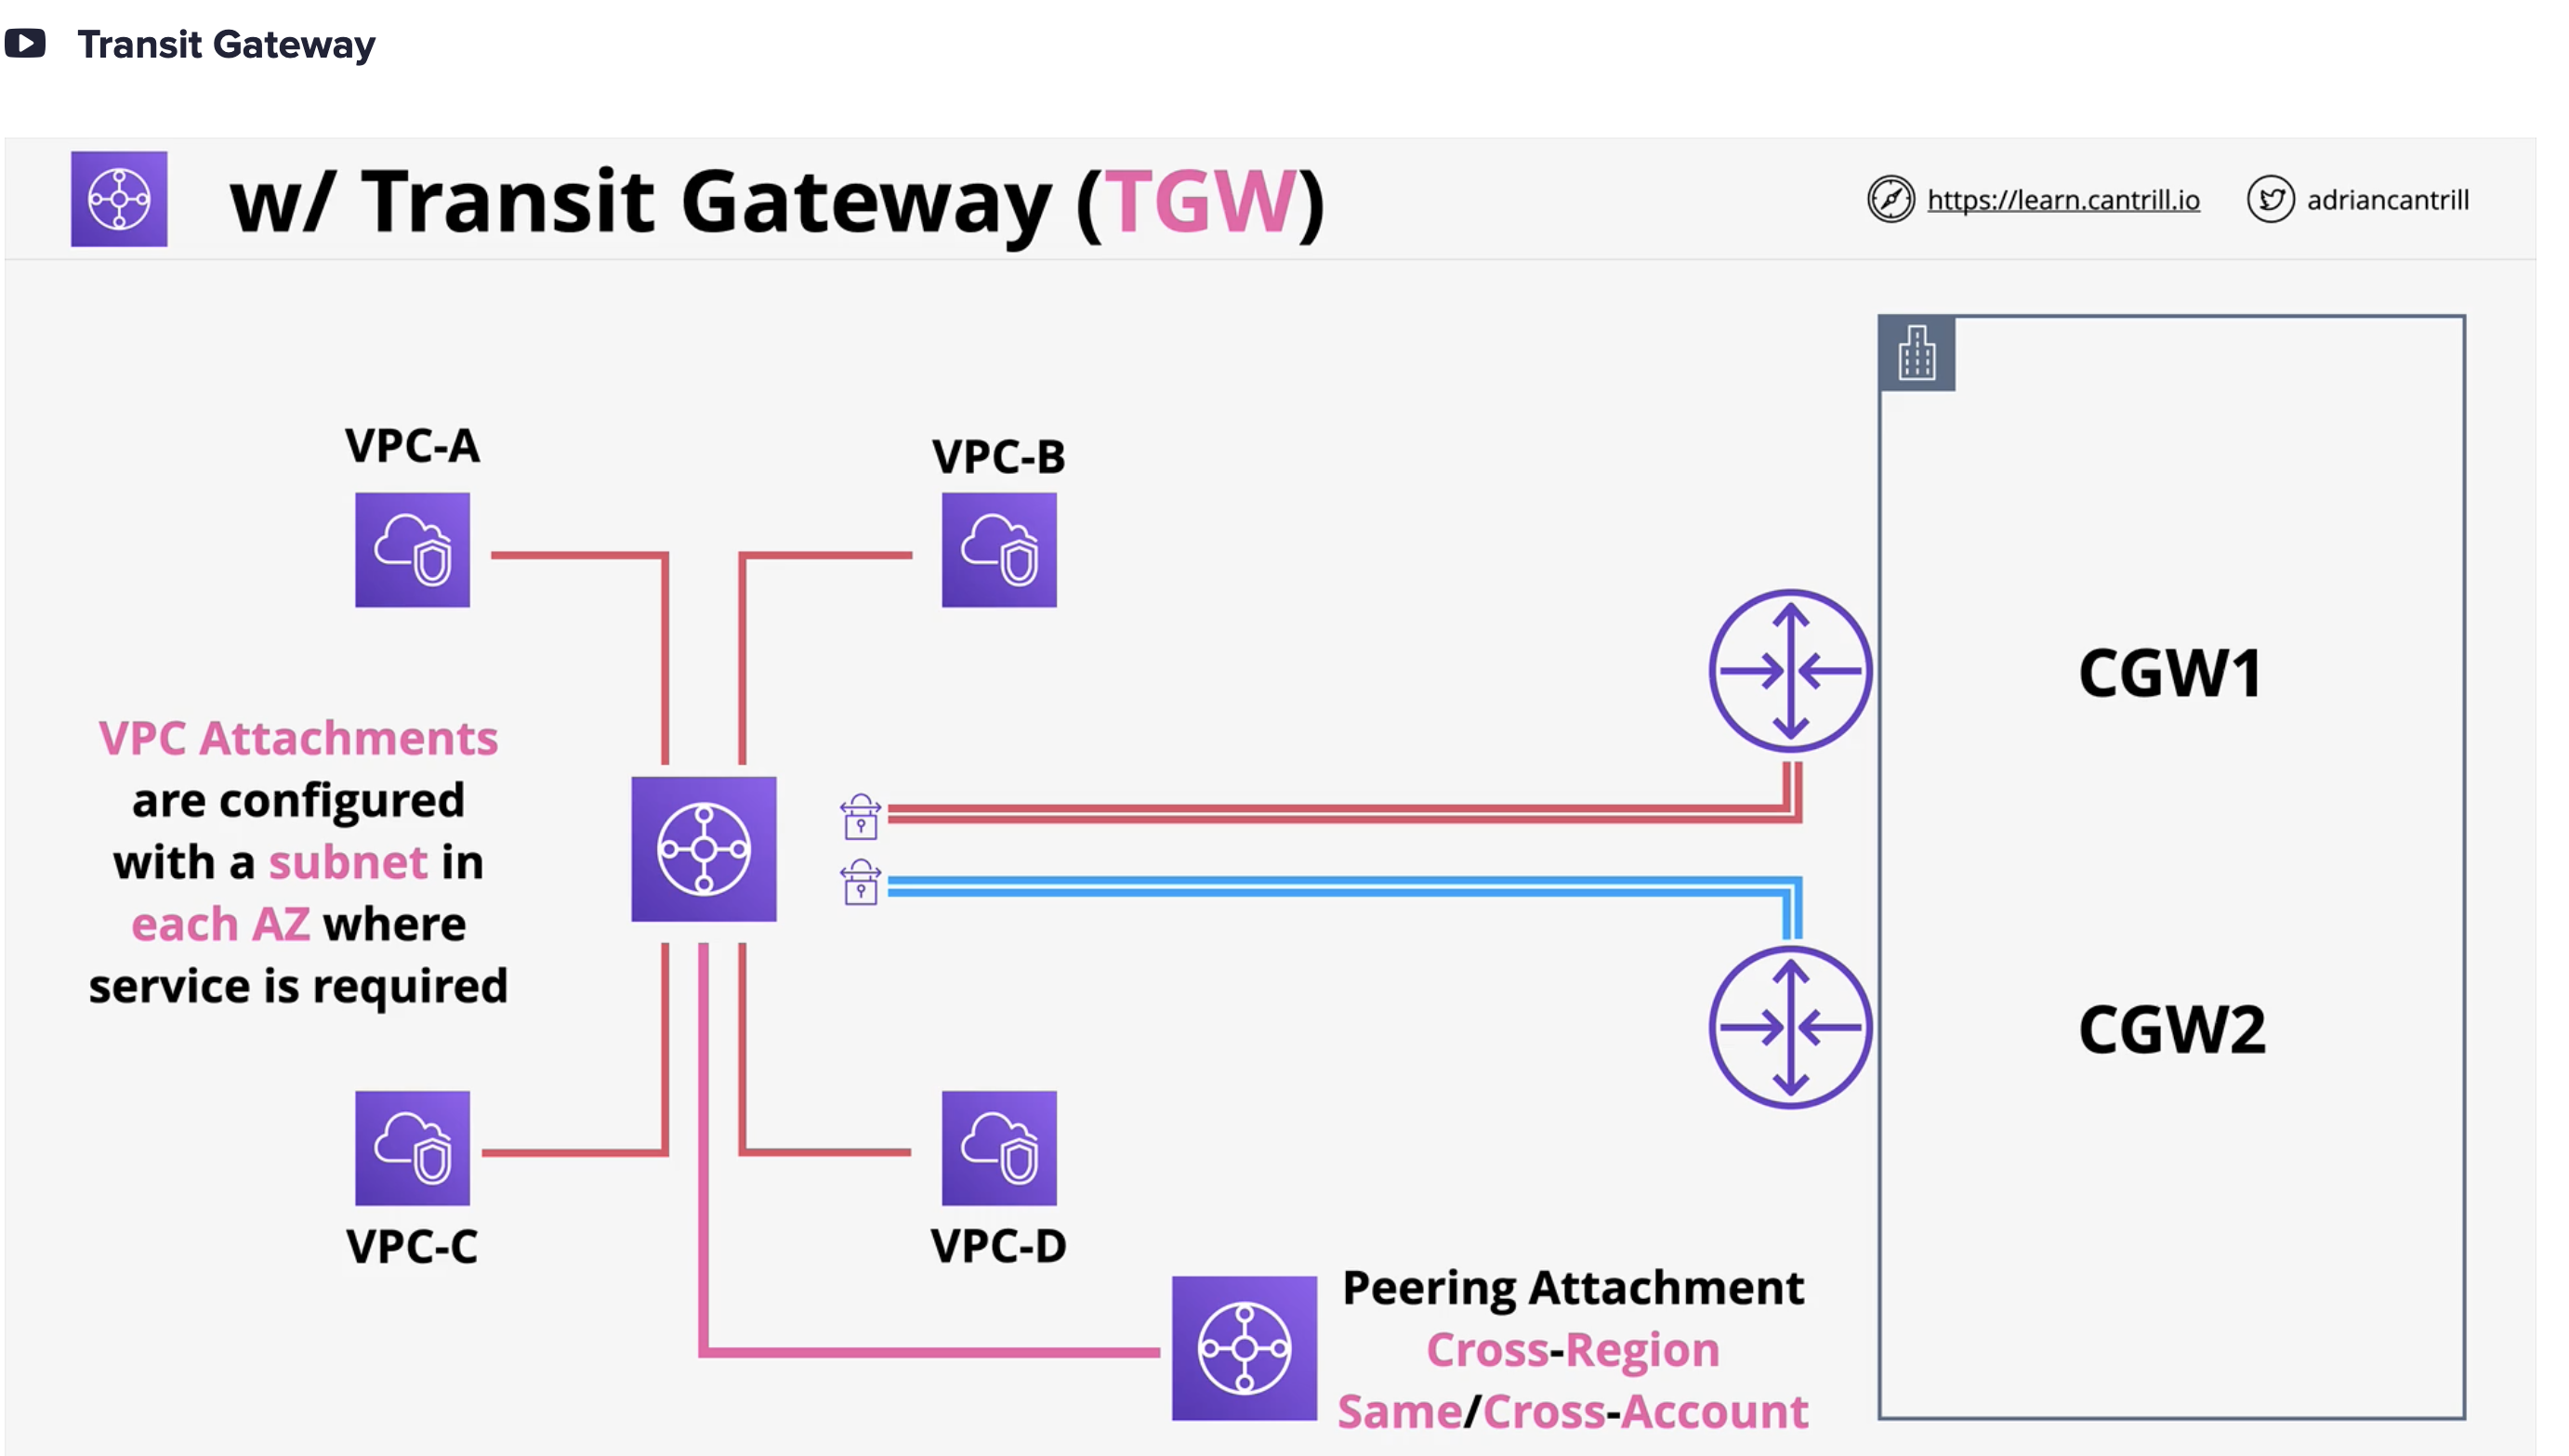 Transit Gateway
w/ Transit Gateway (TGW)
https://learn.cantrill.io
adriancantrill
VPC-A
VPC-B
VPC Attachments
are configured
with a subnet in
each AZ where
service is required
CGW1
CGW2
VPC-C
VPC-D
Peering Attachment
Cross-Region
Same/Cross-Account